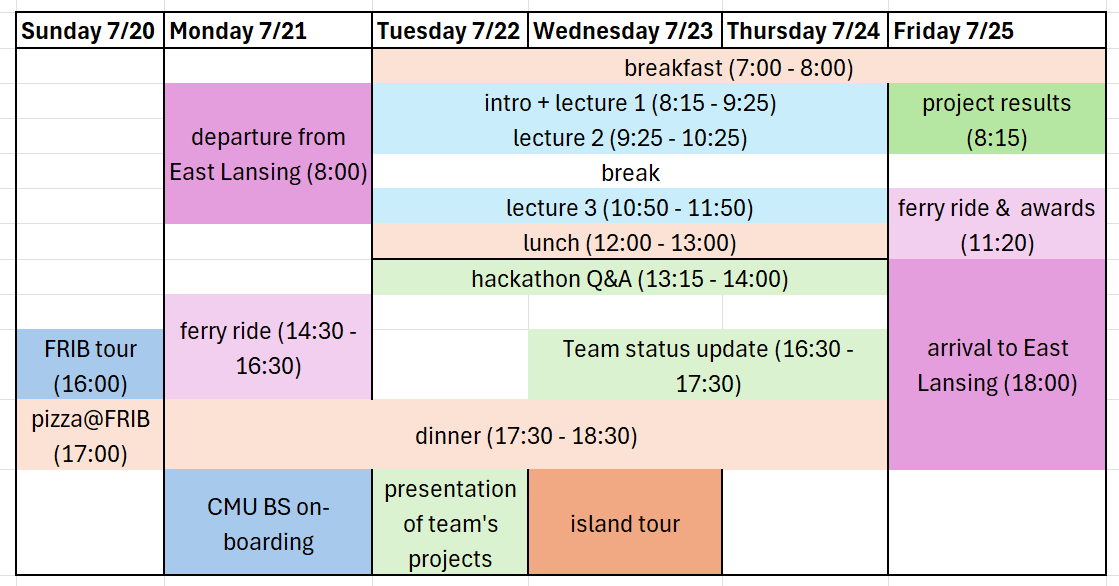 Sunday 7/20 Monday 7/21 Tuesday 7/22 Wednesday 7/23 Thursday 7/24 Friday 7/25
breakfast (7:00 - 8:00)
departure from
East Lansing (8:00)
intro + lecture 1 (8:15 - 9:25)
lecture 2 (9:25 - 10:25)
project results
(8:15)
break
lecture 3 (10:50 - 11:50)
ferry ride & awards
(11:20)
lunch (12:00 - 13:00)
hackathon Q&A (13:15 - 14:00)
ferry ride (14:30 -
16:30)
FRIB tour
(16:00)
Team status update (16:30 -
17:30)
arrival to East
Lansing (18:00)
pizza@FRIB
(17:00)
dinner (17:30 - 18:30)
CMU BS on-
boarding
presentation
of team's
projects
island tour